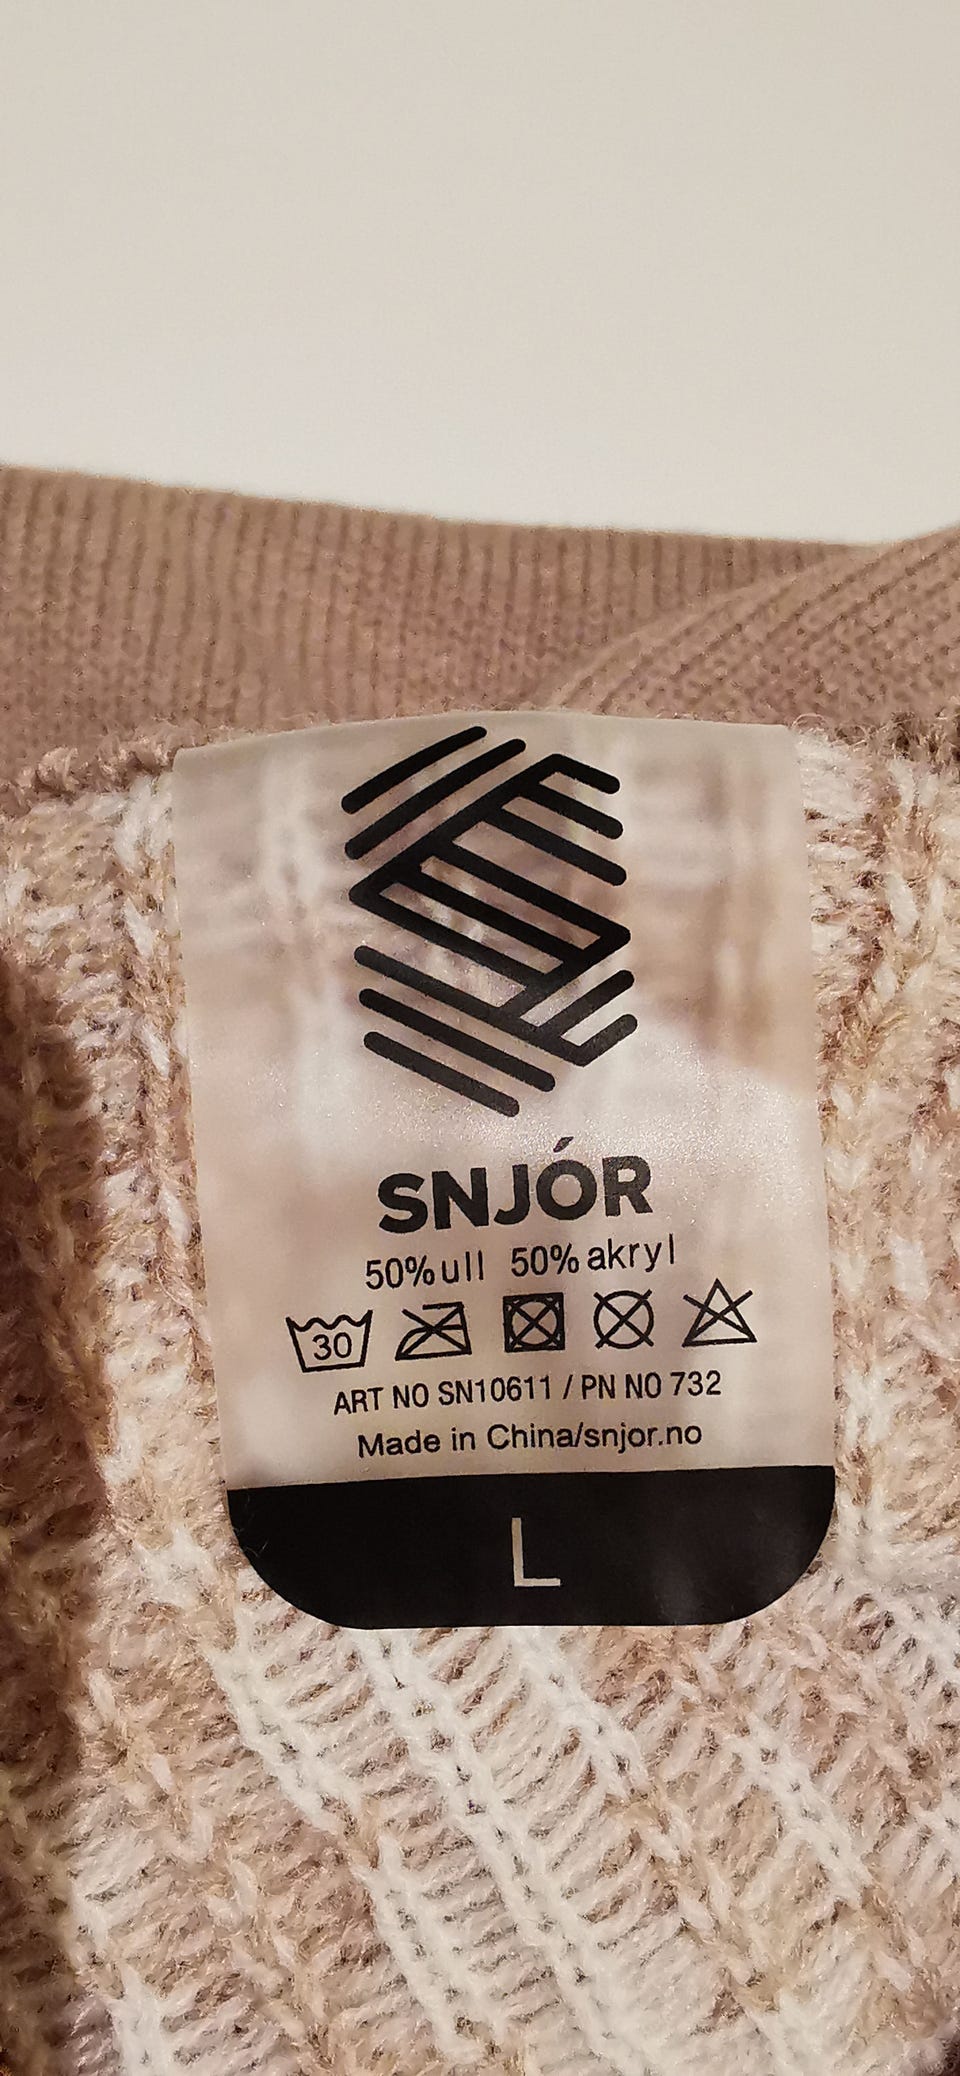 SNJÓR
50% ull 50% akryl
30
ART NO SN10611 / PN NO 732
Made in China/snjor.no
L